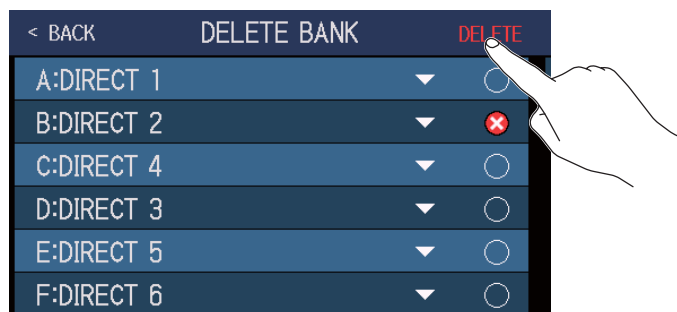 < BACK DELETE BANK DELETE
A:DIRECT 1
B:DIRECT 2
C:DIRECT 4
D:DIRECT 3
E:DIRECT 5
F:DIRECT 6